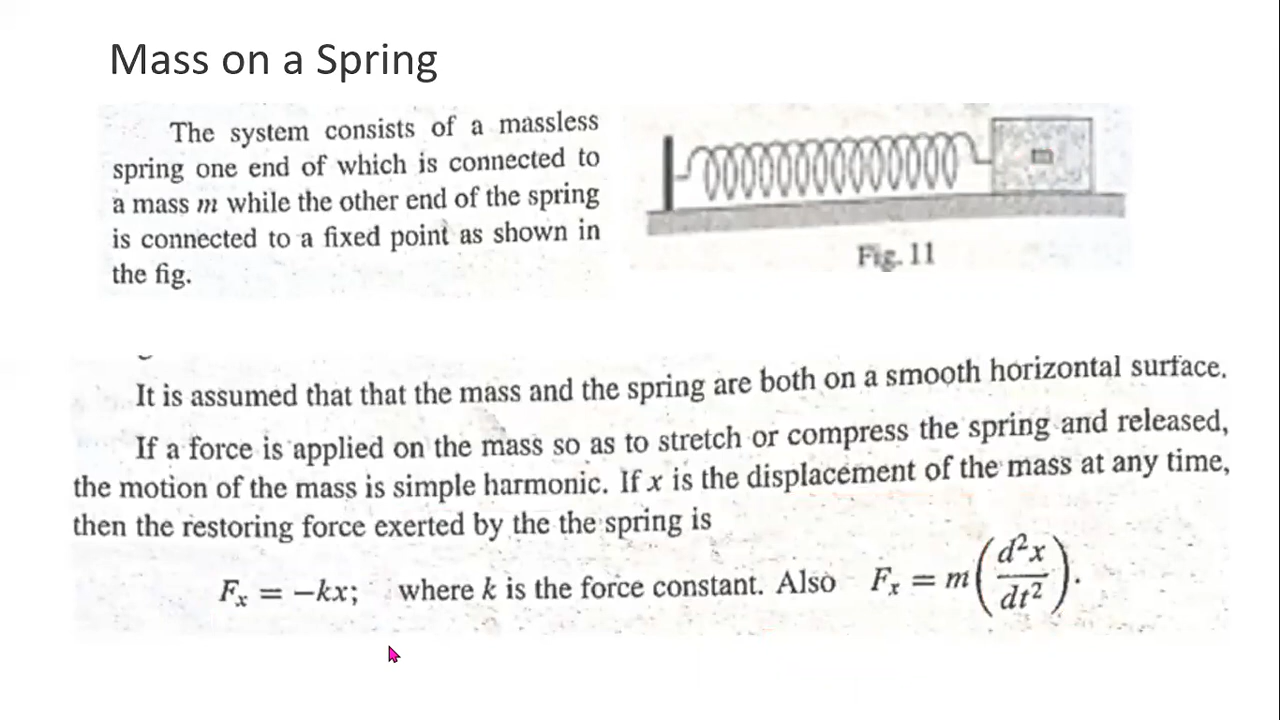 Mass on a Spring
The system consists of a massless
spring one end of which is connected to
a mass m while the other end of the spring
is connected to a fixed point as shown in
the fig.
m
Fig. 11
It is assumed that that the mass and the spring are both on a smooth horizontal surface.
If a force is applied on the mass so as to stretch or compress the spring and released,
the motion of the mass is simple harmonic. If x is the displacement of the mass at any time,
then the restoring force exerted by the the spring is
Fₓ = −kx; where k is the force constant. Also Fₓ = m(d²x/dt²).